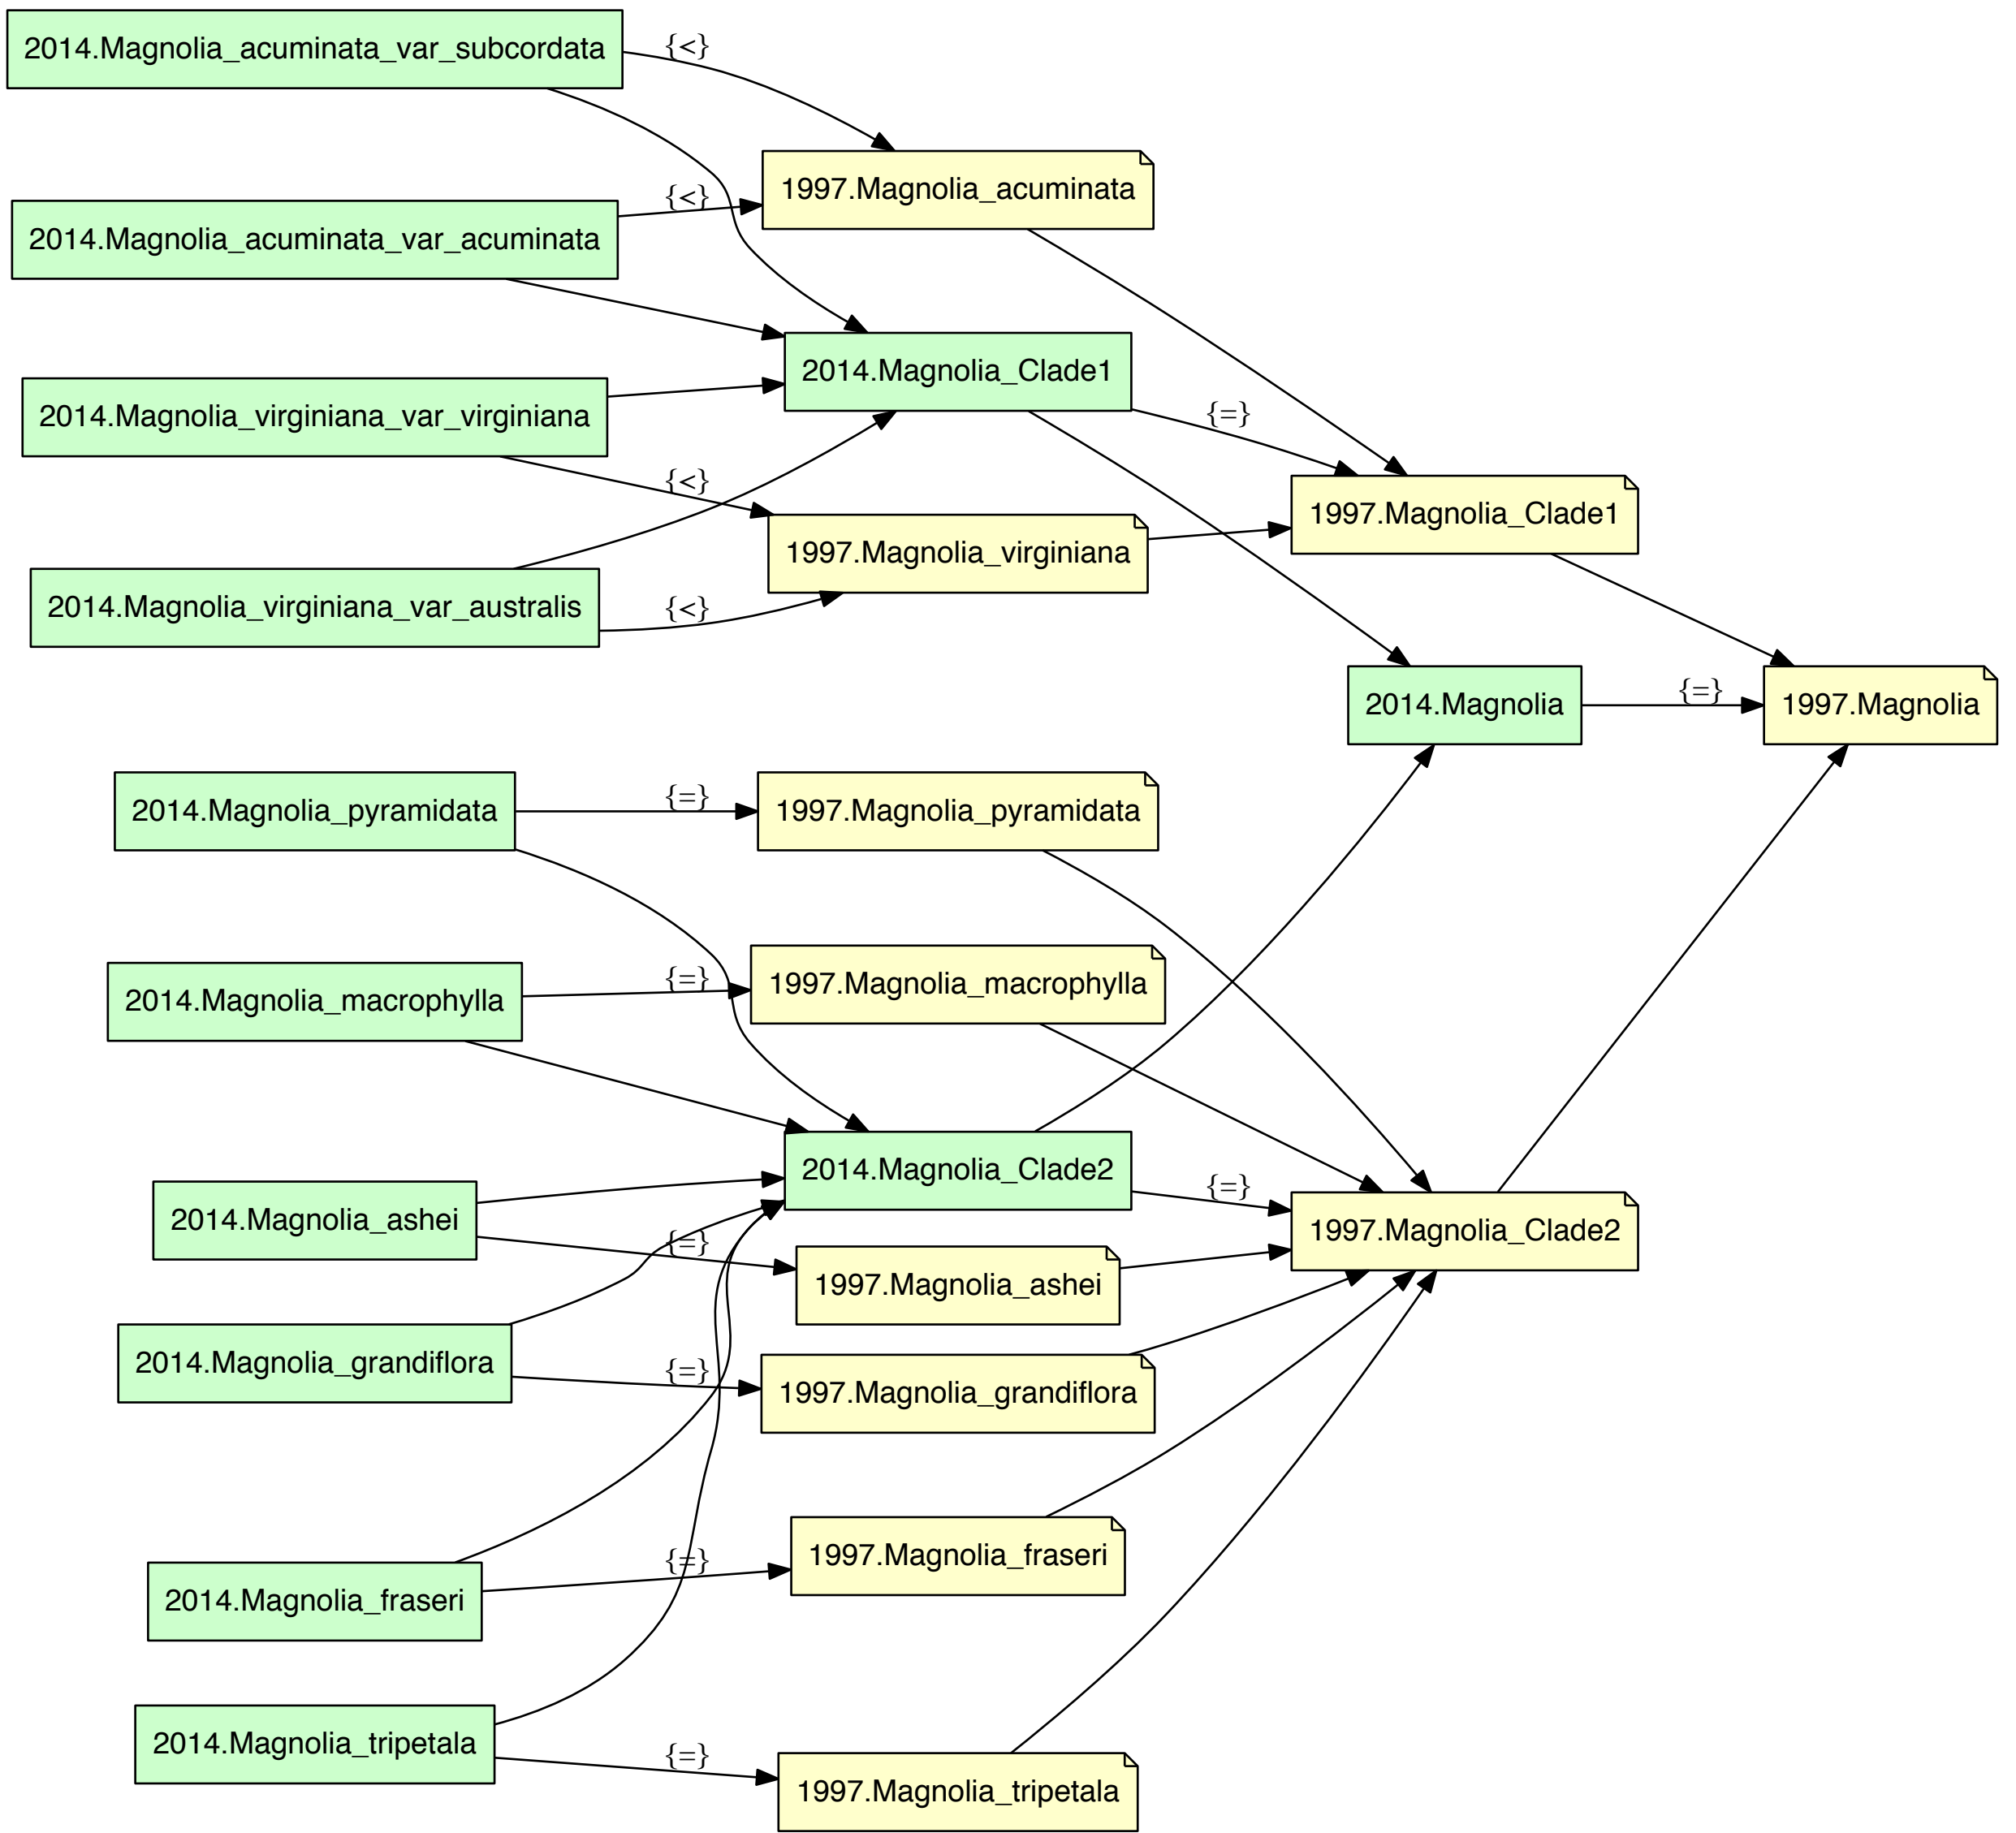 2014.Magnolia_acuminata_var_subcordata
{<}
1997.Magnolia_acuminata
2014.Magnolia_acuminata_var_acuminata
{<}
2014.Magnolia_Clade1
2014.Magnolia_virginiana_var_virginiana
{=}
{<}
1997.Magnolia_Clade1
1997.Magnolia_virginiana
2014.Magnolia_virginiana_var_australis
{<}
2014.Magnolia
{=}
1997.Magnolia
2014.Magnolia_pyramidata
{=}
1997.Magnolia_pyramidata
2014.Magnolia_macrophylla
{=}
1997.Magnolia_macrophylla
2014.Magnolia_Clade2
{=}
2014.Magnolia_ashei
{=}
1997.Magnolia_Clade2
1997.Magnolia_ashei
2014.Magnolia_grandiflora
{=}
1997.Magnolia_grandiflora
2014.Magnolia_fraseri
{=}
1997.Magnolia_fraseri
2014.Magnolia_tripetala
{=}
1997.Magnolia_tripetala